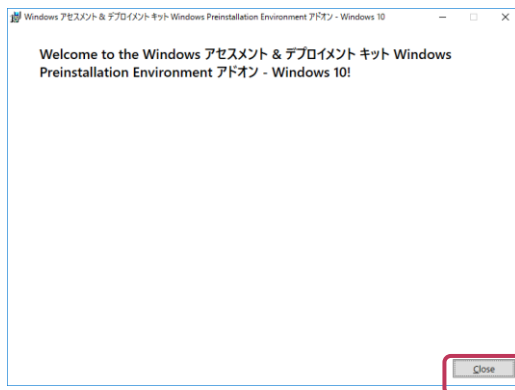 Windows アセスメント & デプロイメント キット Windows Preinstallation Environment アドオン - Windows 10
Welcome to the Windows アセスメント & デプロイメント キット Windows
Preinstallation Environment アドオン - Windows 10!
Close